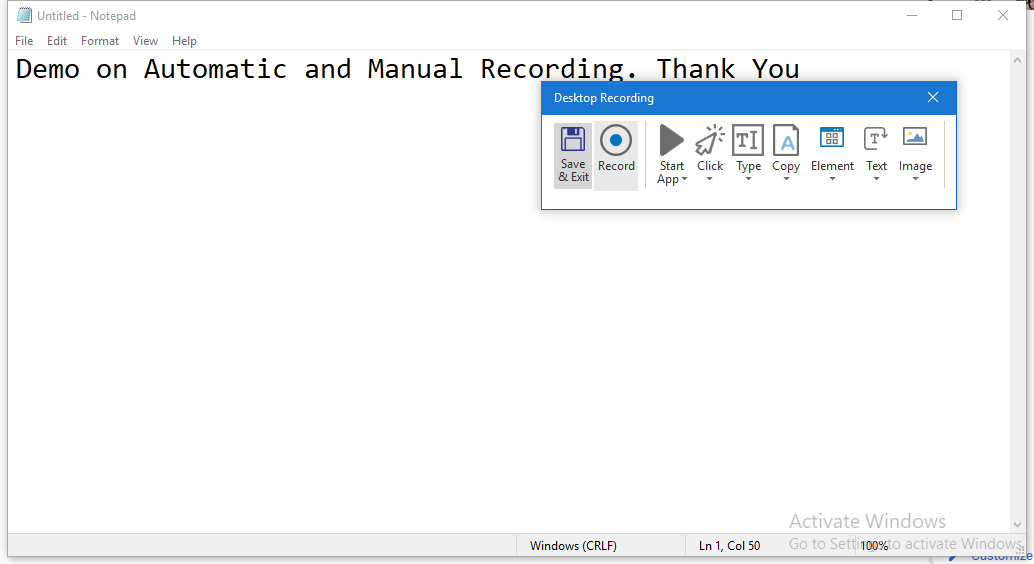 Untitled - Notepad
File Edit Format View Help
Demo on Automatic and Manual Recording. Thank You
Desktop Recording
Save & Exit
Record
Start App
Click
Type
Copy
Element
Text
Image
Activate Windows
Go to Settings to activate Windows.
Windows (CRLF)
Ln 1, Col 50
100%
Customize